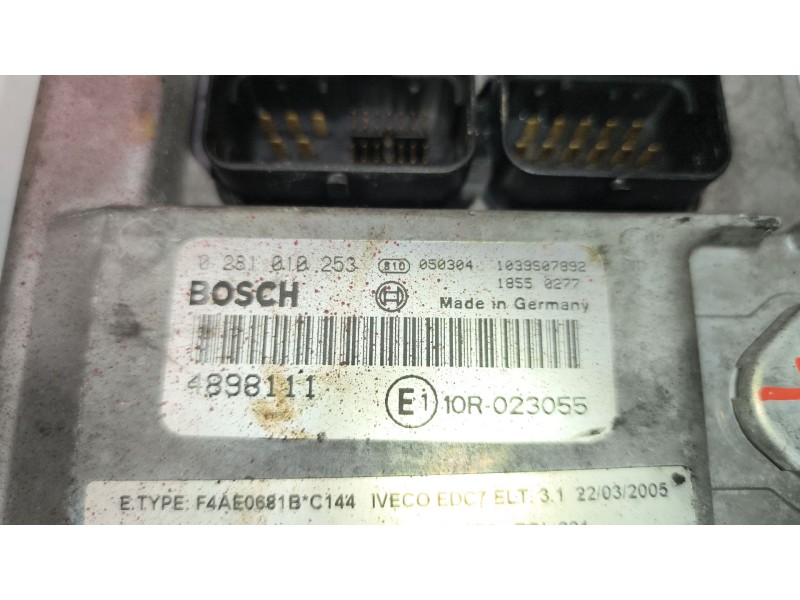 0 281 010 253 810 050304 1039S07892
1855 0277
BOSCH Made in Germany
4898111
E1 10R-023055
E.TYPE: F4AE0681B*C144 IVECO EDC7 ELT. 3.1 22/03/2005